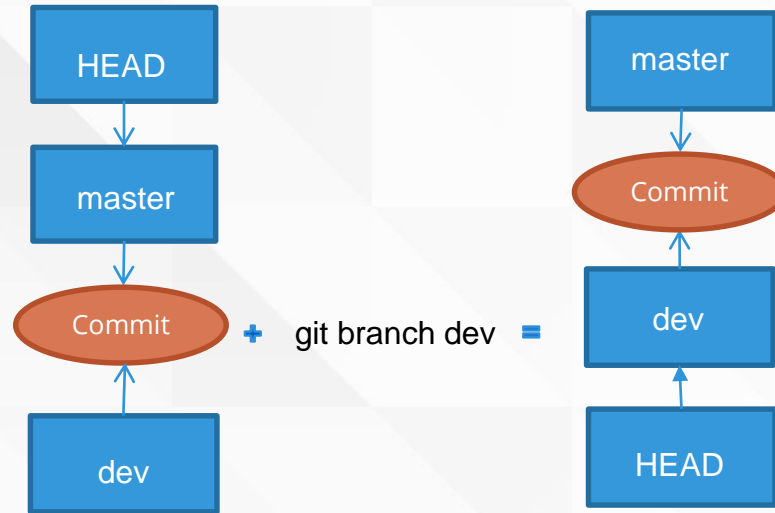 HEAD
master
Commit
dev
+ git branch dev =
master
Commit
dev
HEAD